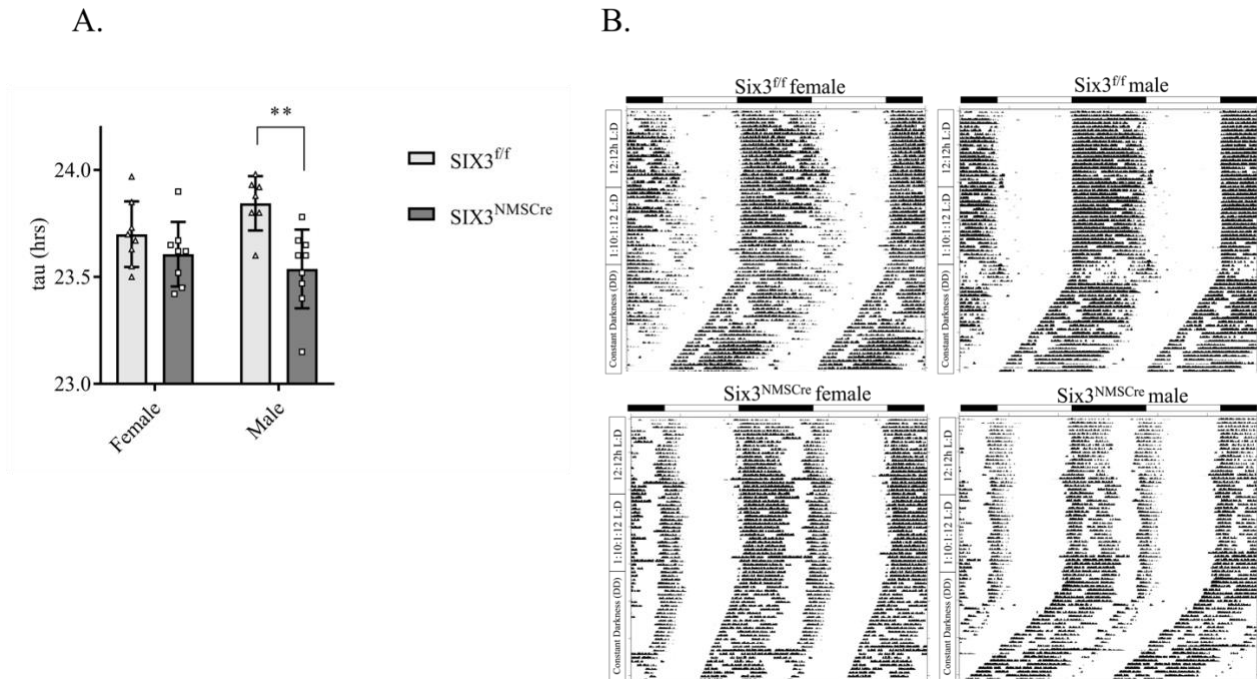 A.
B.
**
24.0
23.5
23.0
tau (hrs)
Female
Male
SIX3f/f
SIX3NMSCre
Six3f/f female
12:12h L:D
1:10:1:12 L:D
Constant Darkness (DD)
Six3f/f male
12:12h L:D
1:10:1:12 L:D
Constant Darkness (DD)
Six3NMSCre female
12:12h L:D
1:10:1:12 L:D
Constant Darkness (DD)
Six3NMSCre male
12:12h L:D
1:10:1:12 L:D
Constant Darkness (DD)